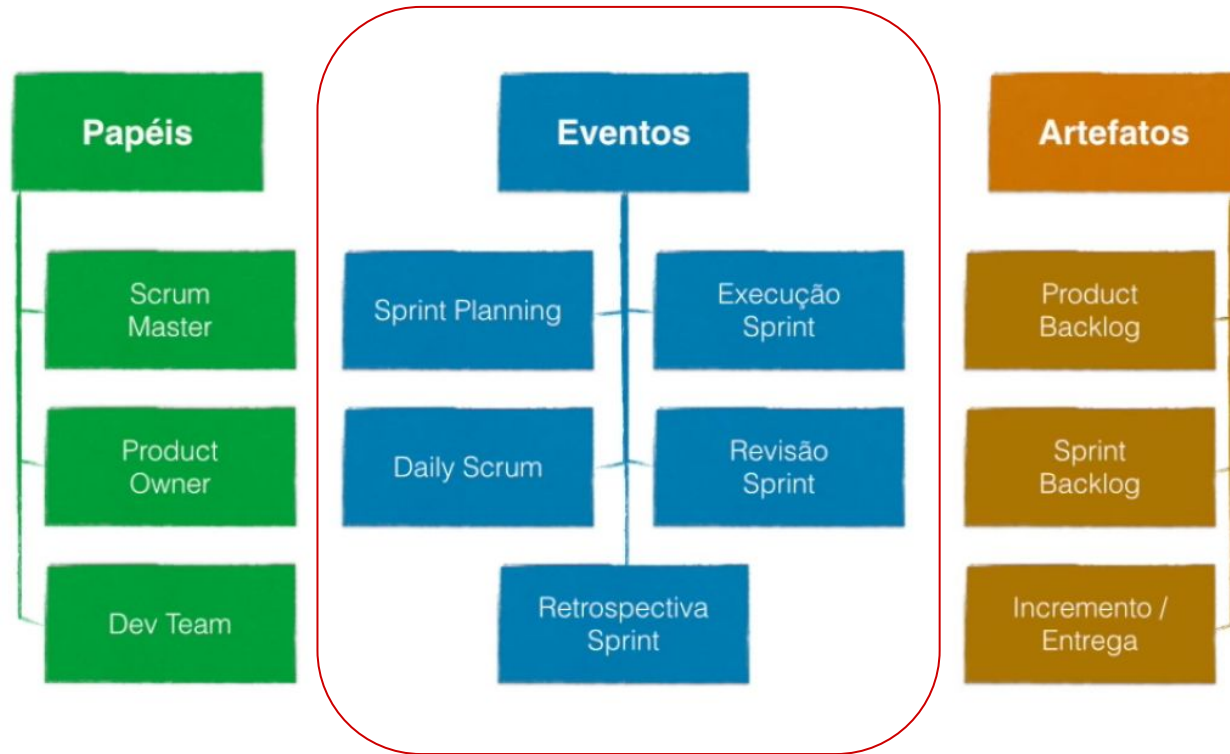 Papéis
Scrum
Master
Product
Owner
Dev Team
Eventos
Sprint Planning
Execução
Sprint
Daily Scrum
Revisão
Sprint
Retrospectiva
Sprint
Artefatos
Product
Backlog
Sprint
Backlog
Incremento /
Entrega